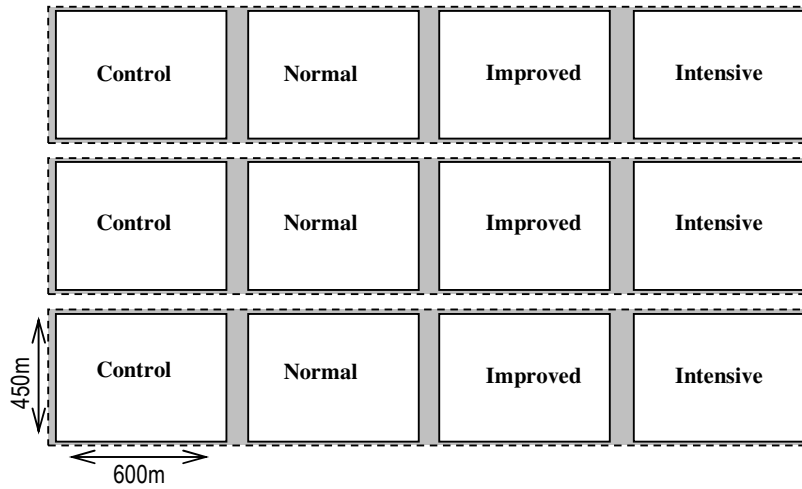 Control Normal Improved Intensive
Control Normal Improved Intensive
Control Normal Improved Intensive
450m
600m